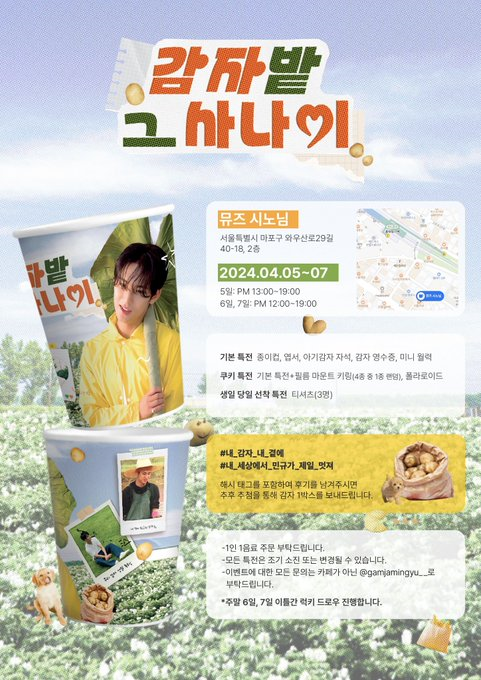 감자밭
그 사나이
뮤즈 시노님
서울특별시 마포구 와우산로29길
40-18, 2층
2024.04.05~07
5일: PM 13:00~19:00
6일, 7일: PM 12:00~19:00
뮤즈 시노님
자밭
사나이
기본 특전 종이컵, 엽서, 아기감자 자석, 감자 영수증, 미니 월력
쿠키 특전 기본 특전+필름 마운트 키링(4종 중 1종 랜덤), 폴라로이드
생일 당일 선착 특전 티셔츠(3명)
#내_감자_내_곁에
#내_세상에서_민규가_제일_멋져
해시 태그를 포함하여 후기를 남겨주시면
추후 추첨을 통해 감자 1박스를 보내드립니다.
-1인 1음료 주문 부탁드립니다.
-모든 특전은 조기 소진 또는 변경될 수 있습니다.
-이벤트에 대한 모든 문의는 카페가 아닌 @gamjamingyu__로
부탁드립니다.
*주말 6일, 7일 이틀간 럭키 드로우 진행합니다.